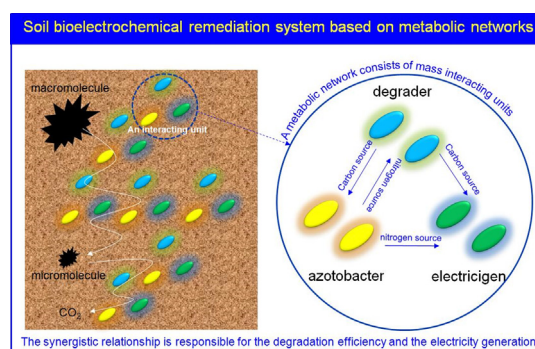 Soil bioelectrochemical remediation system based on metabolic networks
macromolecule
An interacting unit
micromolecule
CO2
A metabolic network consists of mass interacting units
degrader
Carbon source
nitrogen source
Carbon source
nitrogen source
azotobacter
electricigen
The synergistic relationship is responsible for the degradation efficiency and the electricity generation